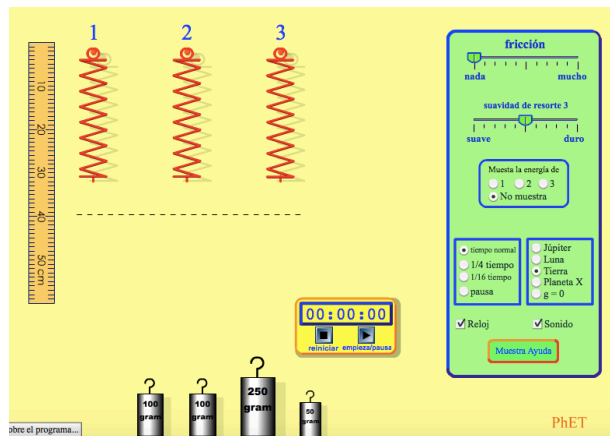 1 2 3
10
20
30
40
50 cm
fricción
nada mucho
suavidad de resorte 3
suave duro
Muesta la energía de
1 2 3
No muestra
tiempo normal
1/4 tiempo
1/16 tiempo
pausa
Júpiter
Luna
Tierra
Planeta X
g = 0
Reloj
Sonido
Muestra Ayuda
00:00:00
reiniciar empieza/pausa
100
gram
100
gram
250
gram
50
gram
obre el programa...
PhET